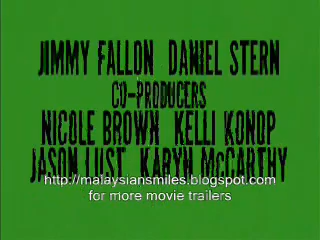 JIMMY FALLON DANIEL STERN
CO-PRODUCERS
NICOLE BROWN KELLI KONOP
JASON LUST KARYN McCARTHY
http://malaysiansmiles.blogspot.com
for more movie trailers